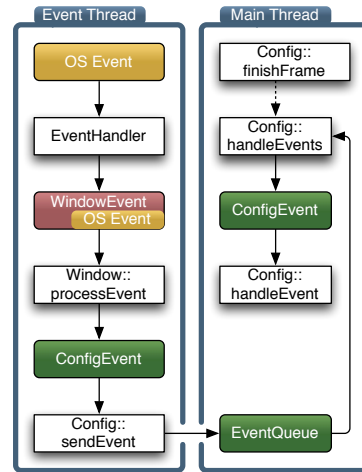 Event Thread
OS Event
EventHandler
WindowEvent
OS Event
Window::
processEvent
ConfigEvent
Config::
sendEvent
Main Thread
Config::
finishFrame
Config::
handleEvents
ConfigEvent
Config::
handleEvent
EventQueue